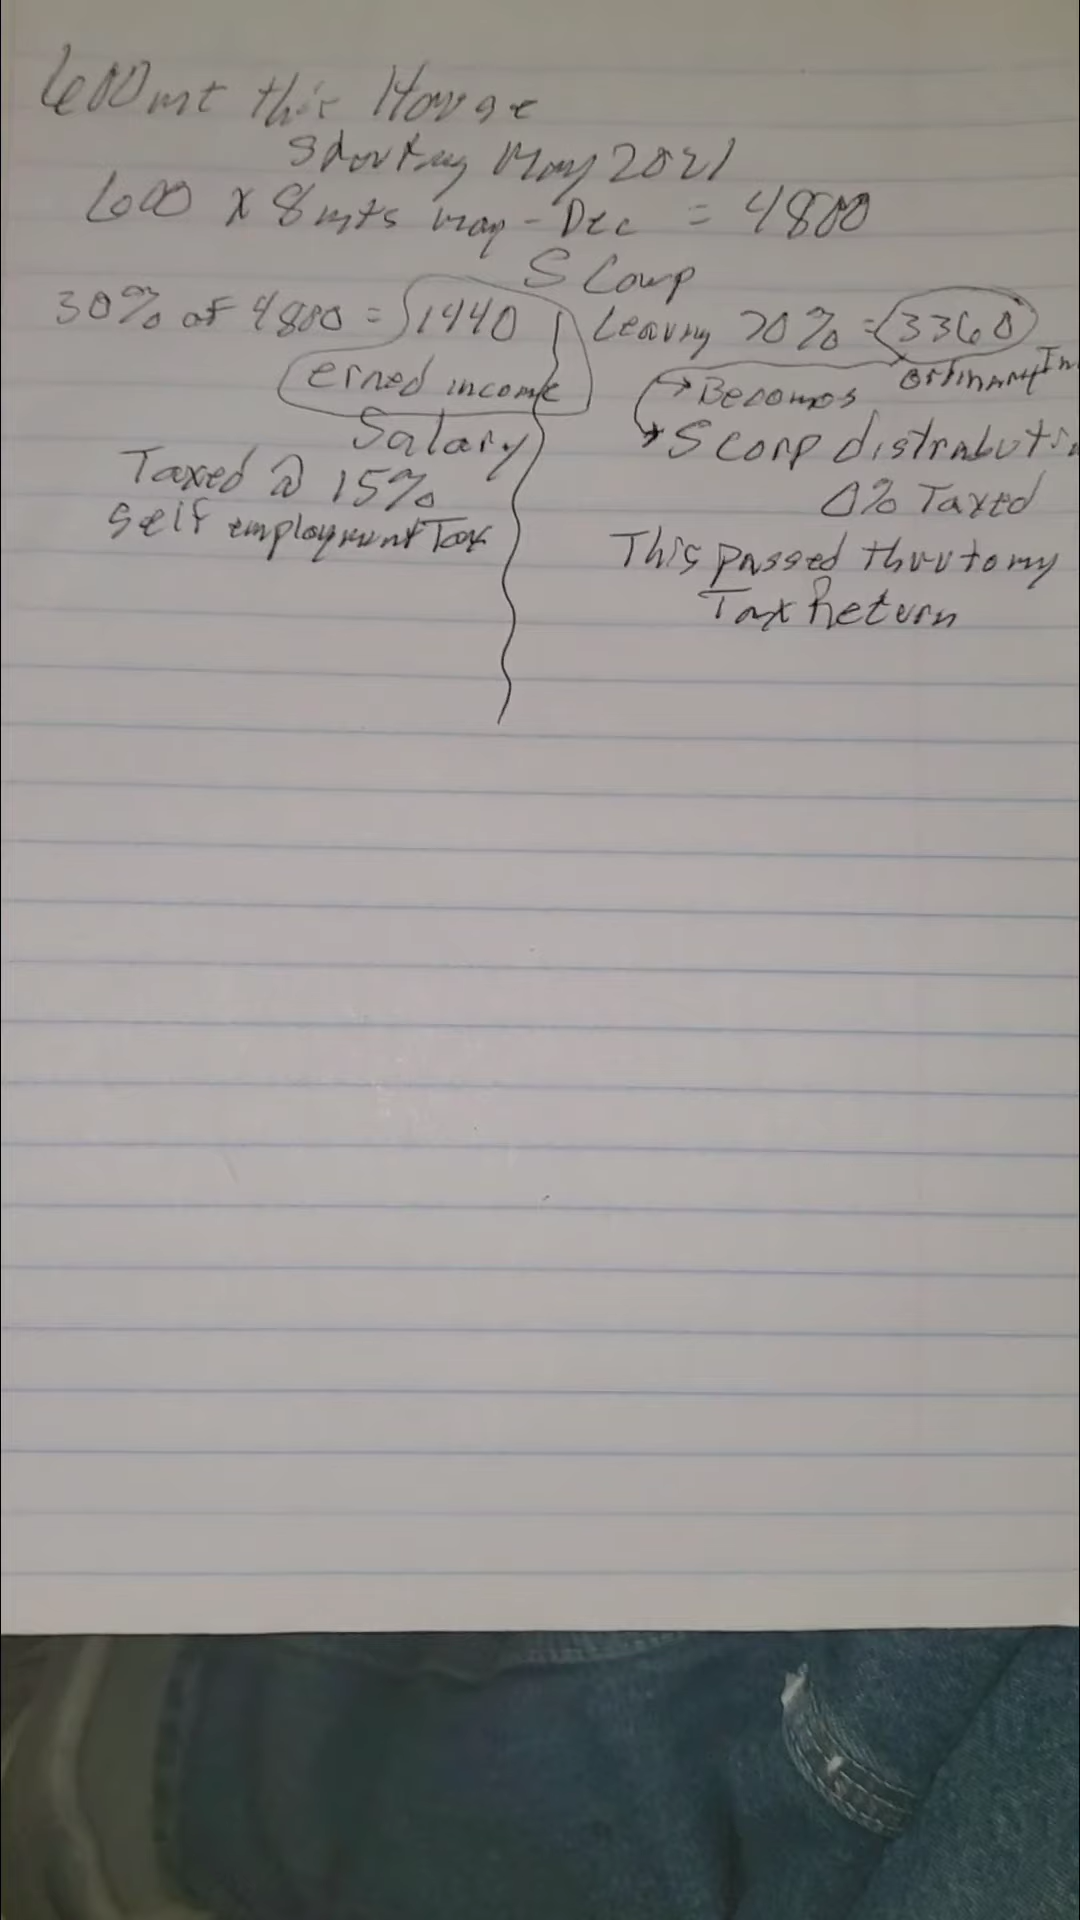 600 mt this House
Starting May 2021
600 x 8 mts may - Dec = 4800
S Corp
30% of 4800 = 1440
erned income
Salary
Taxed @ 15%
Self employment Tax
Leaving 70% = 3360
ordinary In
→ Becomes
→ S corp distributi
0% Taxed
This passed thru to my
Tax Return